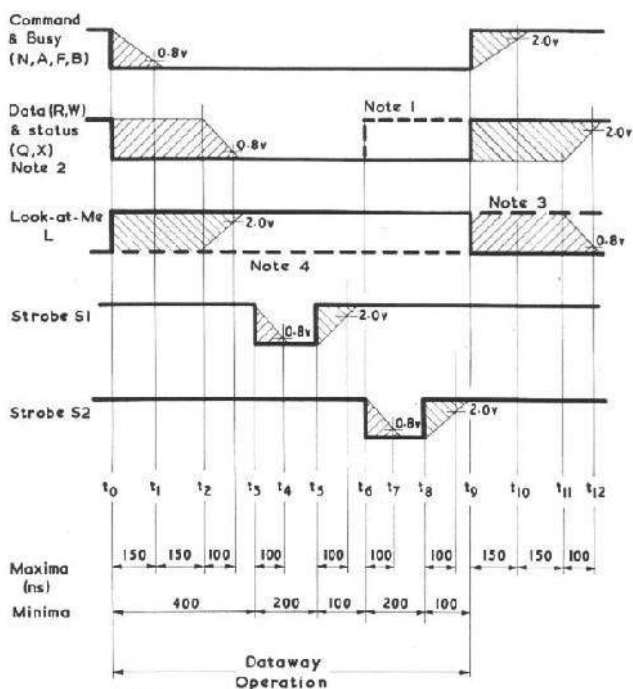 Command
& Busy
(N,A,F,B)
0.8v
2.0v
Data (R,W)
& status
(Q,X)
Note 2
Note 1
0.8v
2.0v
Look-at-Me
L
2.0v
Note 3
0.8v
Note 4
Strobe S1
0.8v
2.0v
Strobe S2
0.8v
2.0v
t0 t1 t2 t3 t4 t5 t6 t7 t8 t9 t10 t11 t12
Maxima
(ns)
150 150 100 100 100 100 100 150 150 100
Minima
400 200 100 200 100
Dataway
Operation